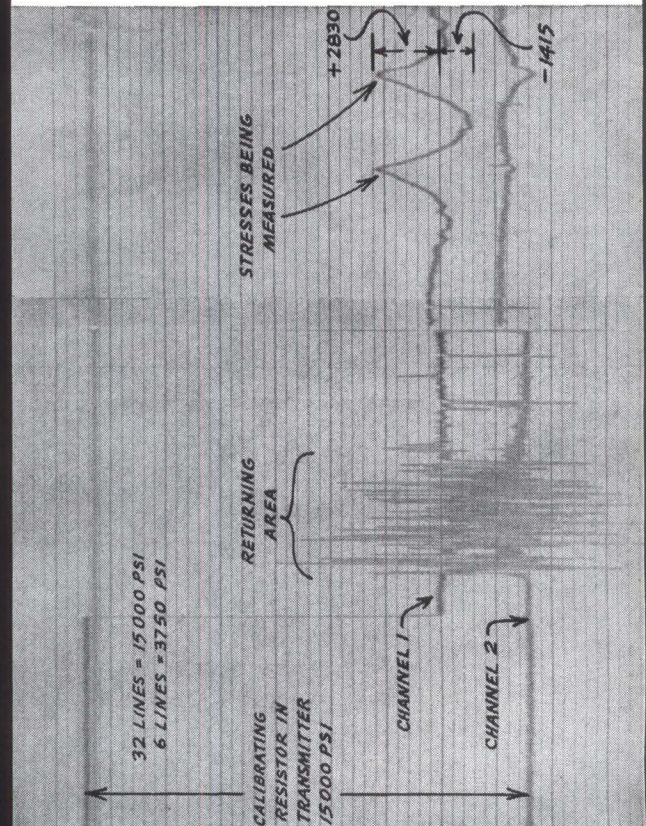 +2830
-1415
STRESSES BEING
MEASURED
RETURNING
AREA
32 LINES = 15000 PSI
6 LINES = 3750 PSI
CHANNEL 1
CHANNEL 2
CALIBRATING
RESISTOR IN
TRANSMITTER
15000 PSI